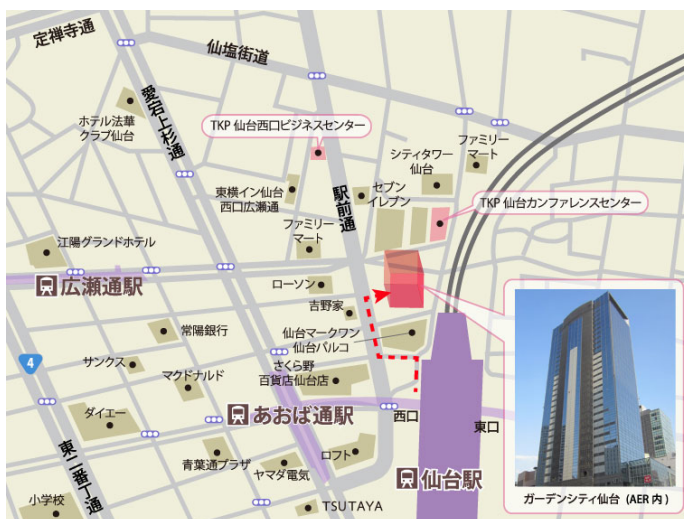 定禅寺通
仙塩街道
愛宕上杉通
ホテル法華
クラブ仙台
TKP 仙台西口ビジネスセンター
ファミリー
マート
シティタワー
仙台
東横イン仙台
西口広瀬通
駅前通
セブン
イレブン
TKP 仙台カンファレンスセンター
ファミリー
マート
江陽グランドホテル
広瀬通駅
ローソン
吉野家
常陽銀行
仙台マークワン
仙台パルコ
4
サンクス
マクドナルド
さくら野
百貨店仙台店
ダイエー
あおば通駅
西口
東口
東二番丁通
青葉通プラザ
ヤマダ電気
ロフト
仙台駅
小学校
TSUTAYA
ガーデンシティ仙台 (AER 内)